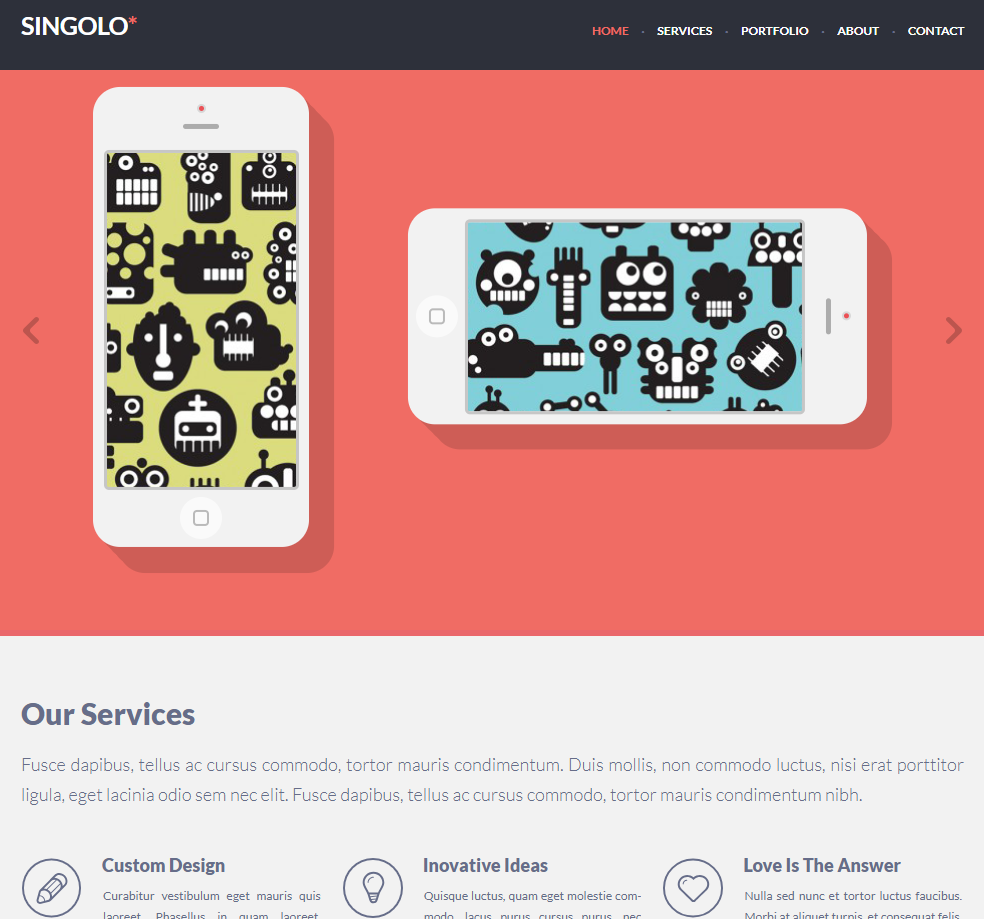 SINGOLO*
HOME • SERVICES • PORTFOLIO • ABOUT • CONTACT
Our Services
Fusce dapibus, tellus ac cursus commodo, tortor mauris condimentum. Duis mollis, non commodo luctus, nisi erat porttitor
ligula, eget lacinia odio sem nec elit. Fusce dapibus, tellus ac cursus commodo, tortor mauris condimentum nibh.
Custom Design
Curabitur vestibulum eget mauris quis
laoreet. Phasellus in quam laoreet,
Inovative Ideas
Quisque luctus, quam eget molestie com-
modo, lacus purus cursus purus, nec
Love Is The Answer
Nulla sed nunc et tortor luctus faucibus.
Morbi at aliquet turpis, et consequat felis.